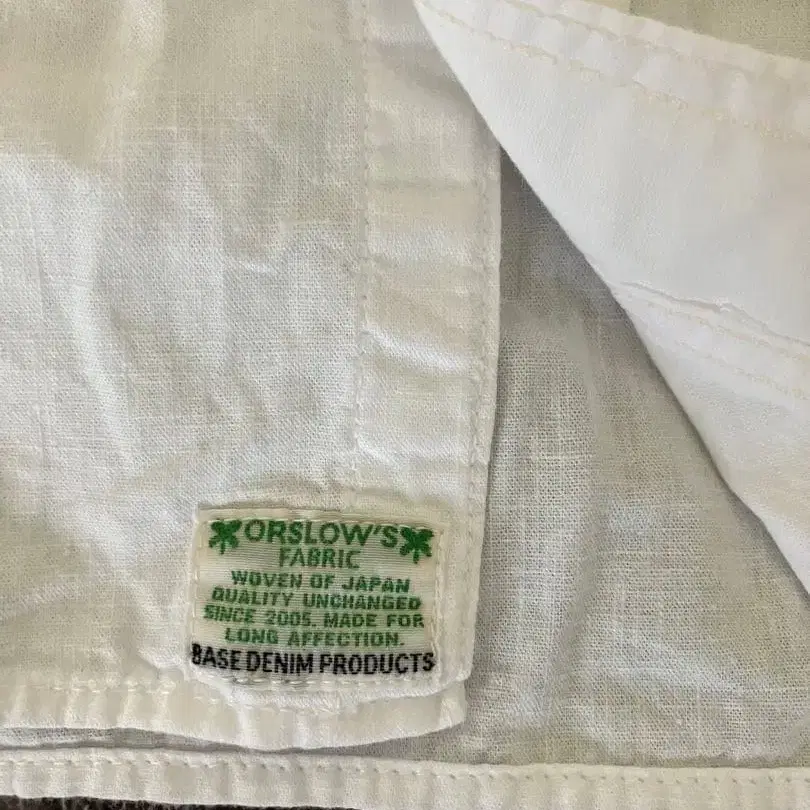 ORSLOW'S
FABRIC
WOVEN OF JAPAN
QUALITY UNCHANGED
SINCE 2005. MADE FOR
LONG AFFECTION.
BASE DENIM PRODUCTS